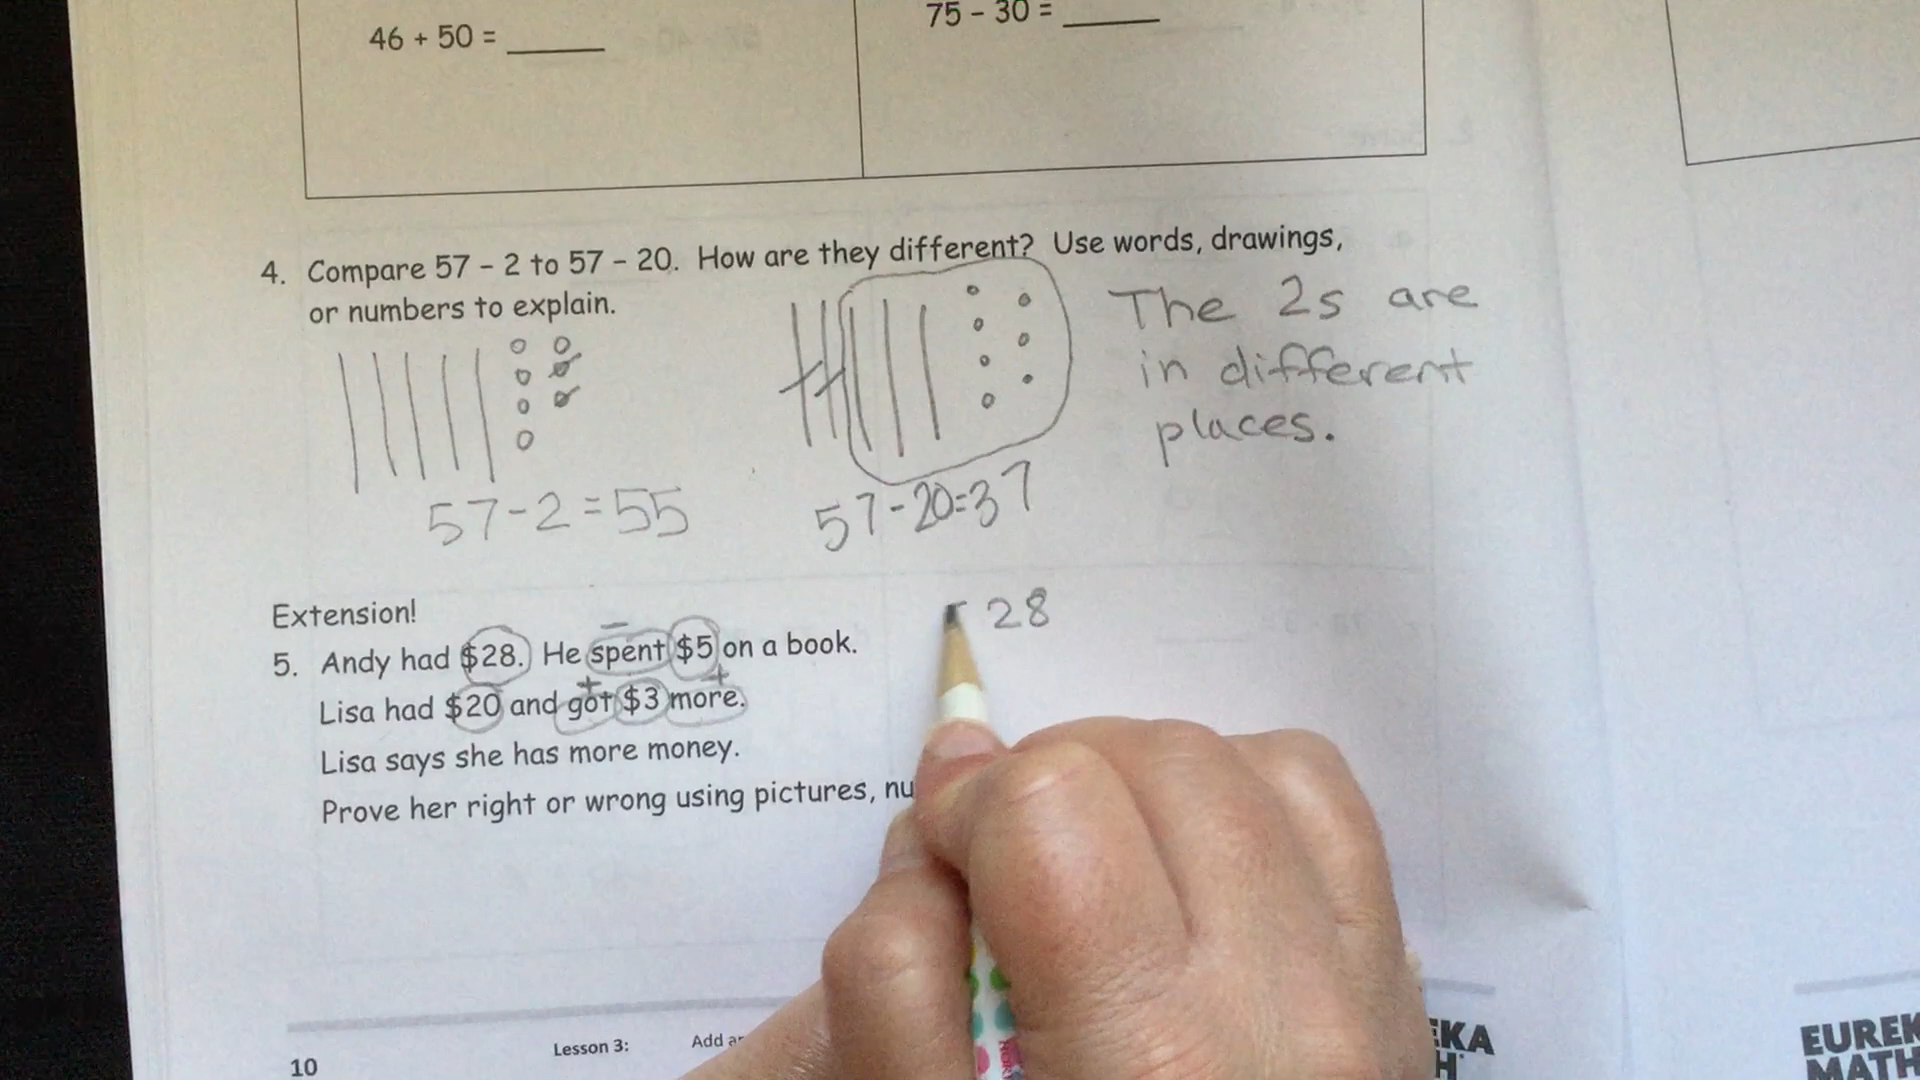 46 + 50 = ______
75 - 30 = ______
4. Compare 57 - 2 to 57 - 20. How are they different? Use words, drawings,
or numbers to explain.
The 2s are
in different
places.
57-2=55
57-20=37
Extension!
28
5. Andy had $28. He spent $5 on a book.
Lisa had $20 and got $3 more.
Lisa says she has more money.
Prove her right or wrong using pictures,
10
Lesson 3:
Add
EUREK
MATH